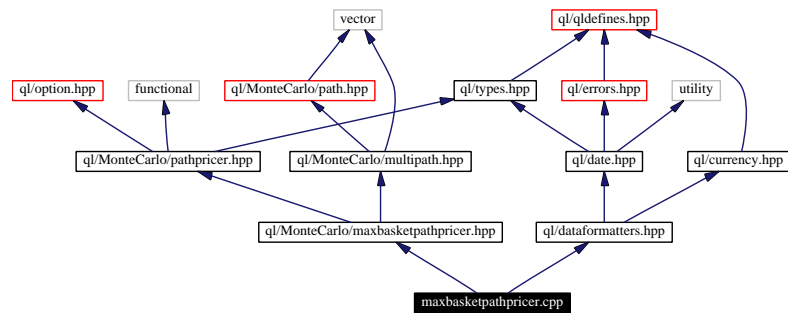 vector
ql/qldefines.hpp
ql/option.hpp
functional
ql/MonteCarlo/path.hpp
ql/types.hpp
ql/errors.hpp
utility
ql/MonteCarlo/pathpricer.hpp
ql/MonteCarlo/multipath.hpp
ql/date.hpp
ql/currency.hpp
ql/MonteCarlo/maxbasketpathpricer.hpp
ql/dataformatters.hpp
maxbasketpathpricer.cpp